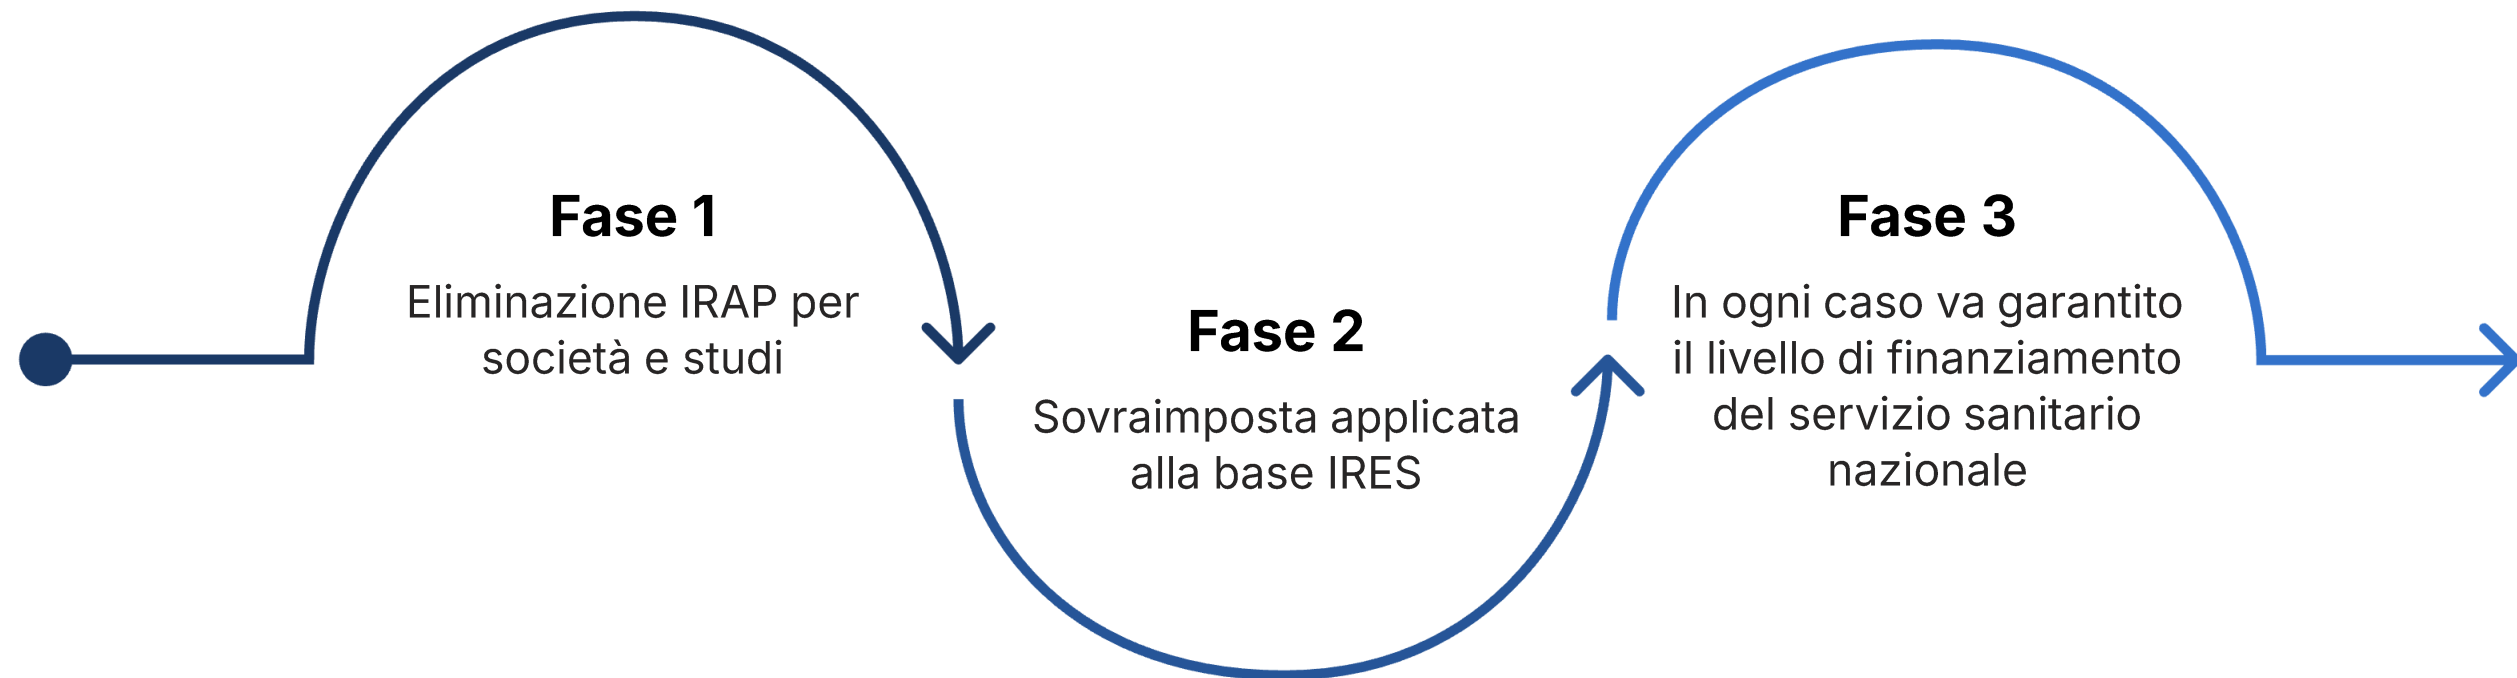 Fase 1
Eliminazione IRAP per
società e studi
Fase 2
Sovraimposta applicata
alla base IRES
Fase 3
In ogni caso va garantito
il livello di finanziamento
del servizio sanitario
nazionale